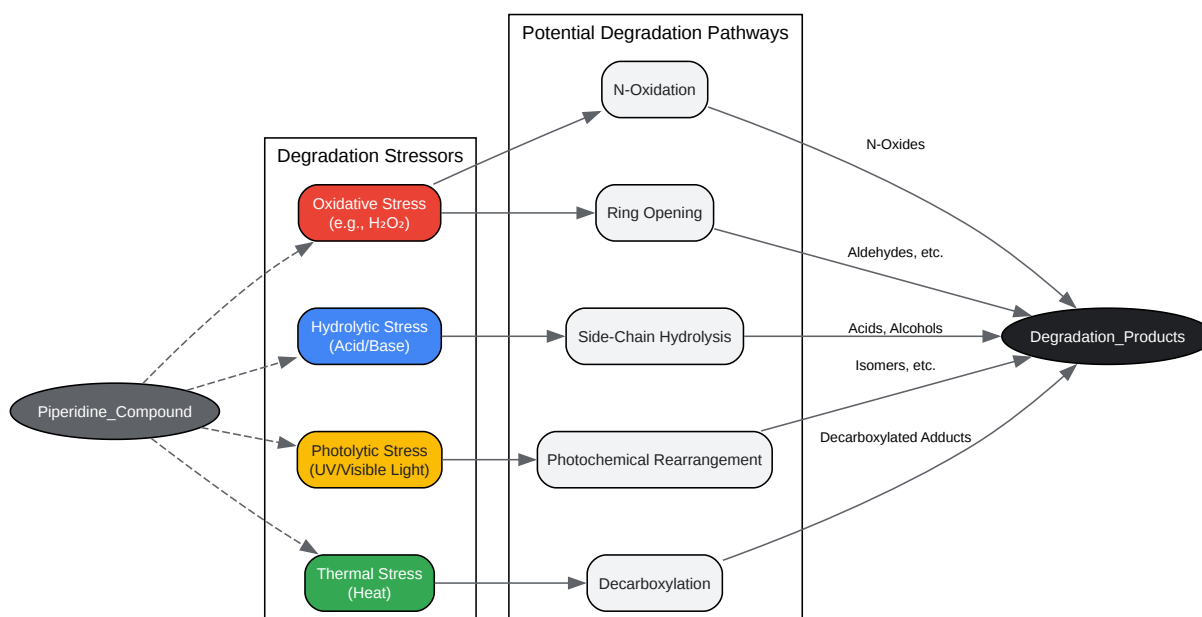 Potential Degradation Pathways
N-Oxidation
N-Oxides
Degradation Stressors
Oxidative Stress
(e.g., H₂O₂)
Ring Opening
Aldehydes, etc.
Hydrolytic Stress
(Acid/Base)
Side-Chain Hydrolysis
Acids, Alcohols
Degradation_Products
Isomers, etc.
Piperidine_Compound
Decarboxylated Adducts
Photolytic Stress
(UV/Visible Light)
Photochemical Rearrangement
Thermal Stress
(Heat)
Decarboxylation